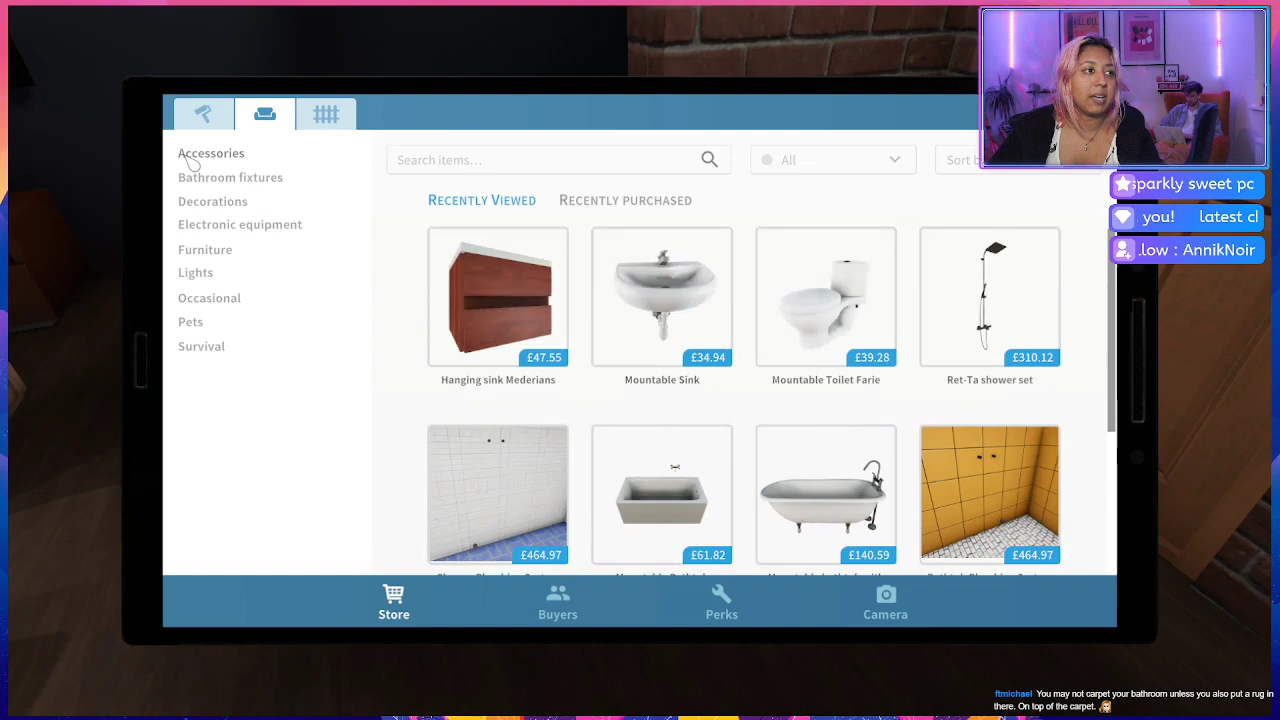 Accessories
Bathroom fixtures
Decorations
Electronic equipment
Furniture
Lights
Occasional
Pets
Survival
Search items...
All
Sort b
RECENTLY VIEWED
RECENTLY PURCHASED
£47.55
£34.94
£39.28
£310.12
Hanging sink Mederians
Mountable Sink
Mountable Toilet Farie
Ret-Ta shower set
£464.97
£61.82
£140.59
£464.97
Store
Buyers
Perks
Camera
KILL BILL
sparkly sweet pc
you! latest cl
.low : AnnikNoir
ftmichael You may not carpet your bathroom unless you also put a rug in
there. On top of the carpet.